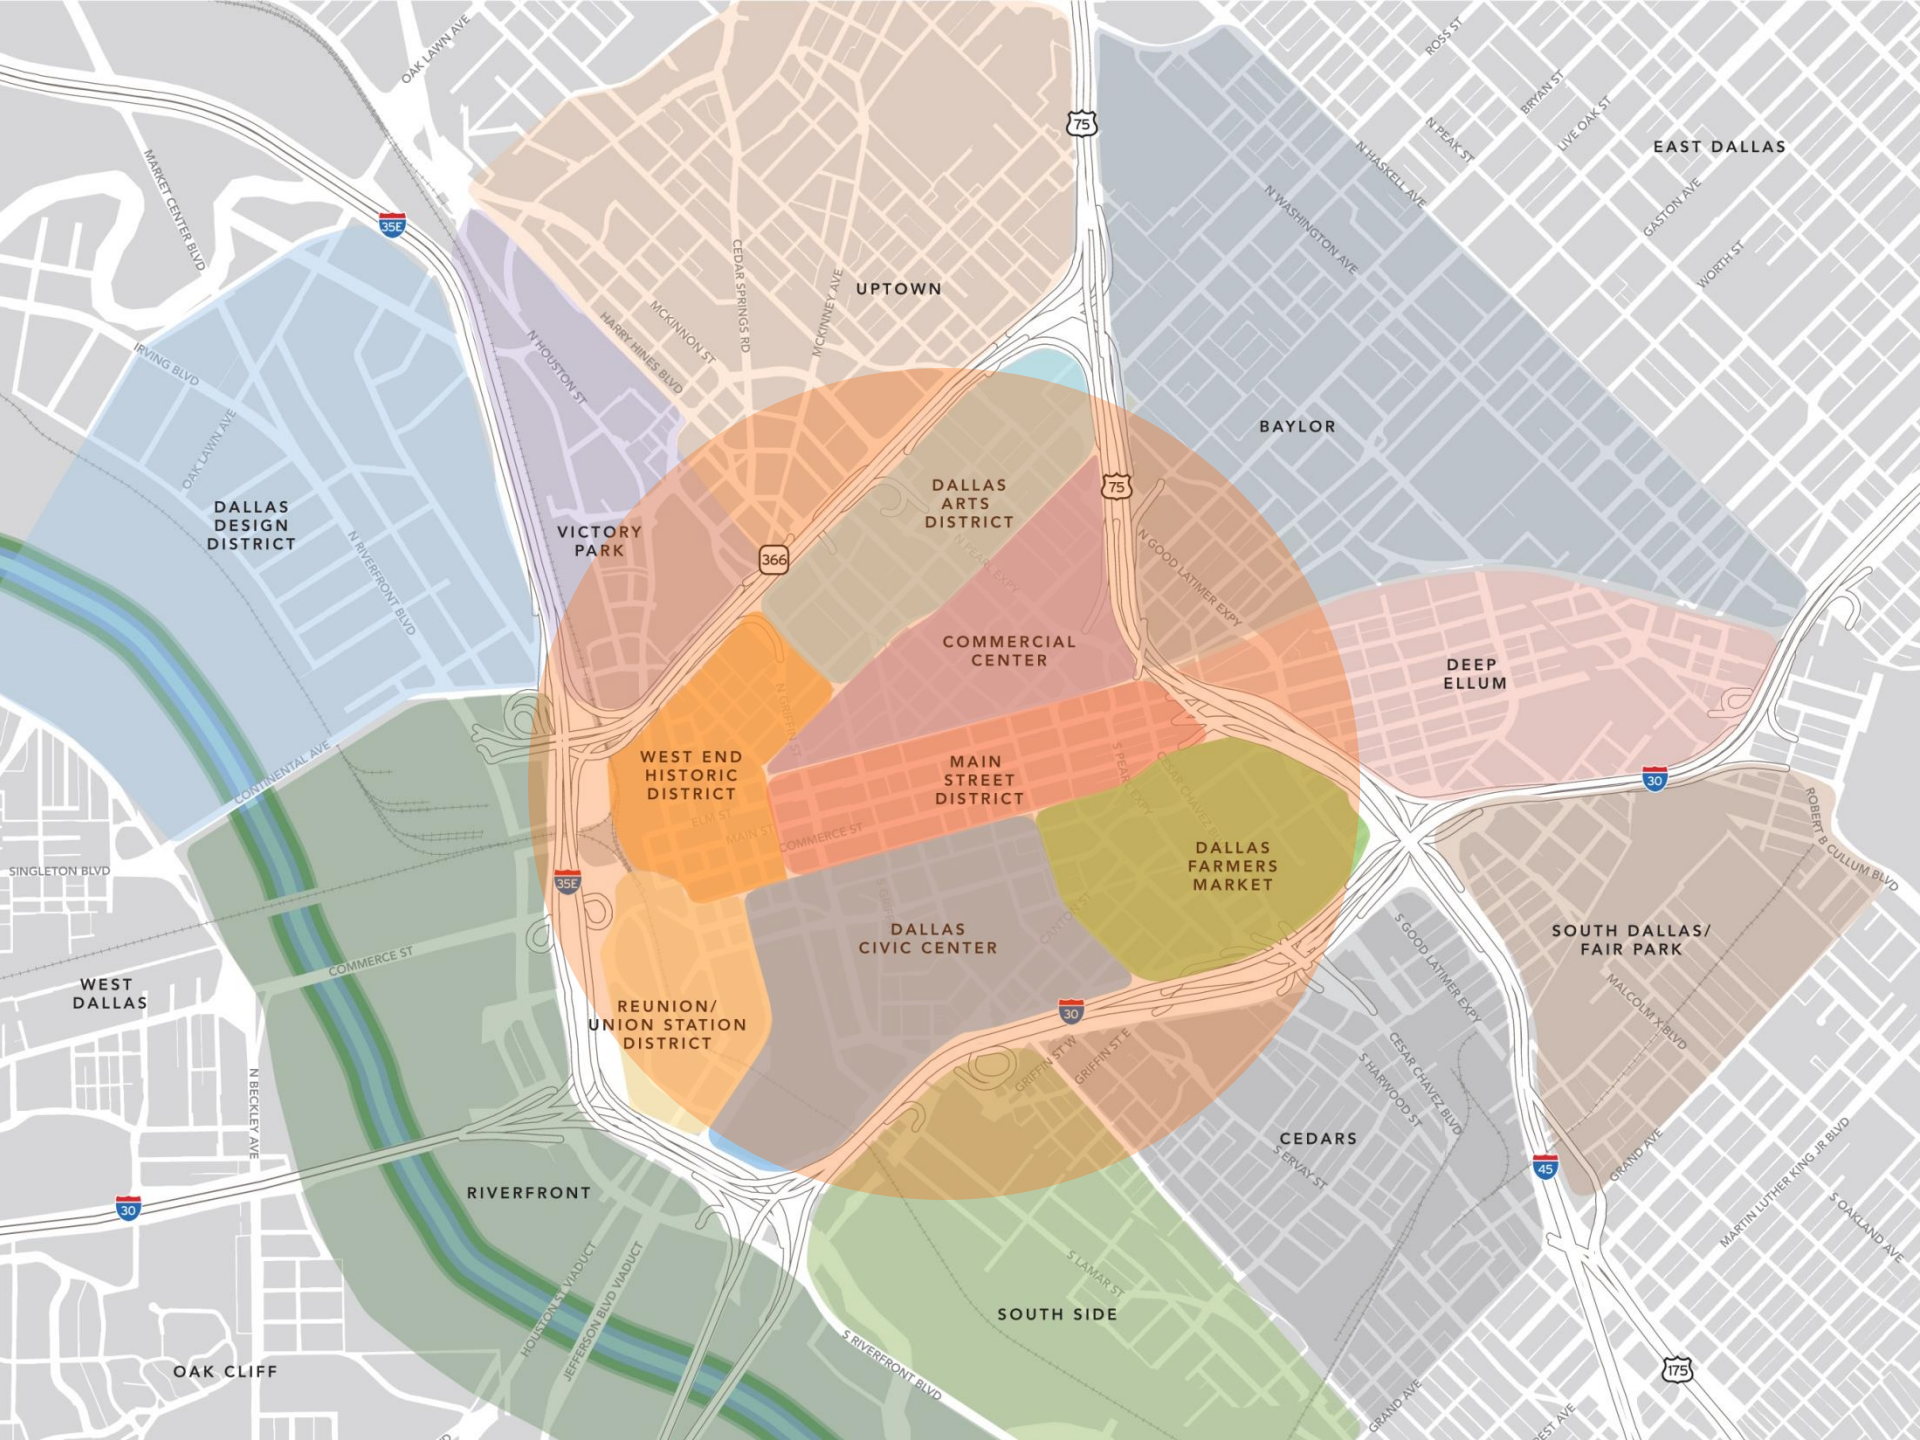 OAK LAWN AVE
ROSS ST
BRYAN ST
LIVE OAK ST
75
N PEAK ST
EAST DALLAS
N HASKELL AVE
MARKET CENTER BLVD
GASTON AVE
35E
N WASHINGTON AVE
WORTH ST
CEDAR SPRINGS RD
MCKINNEY AVE
UPTOWN
MCKINNON ST
HARRY HINES BLVD
IRVING BLVD
N HOUSTON ST
OAK LAWN AVE
BAYLOR
DALLAS
DESIGN
DISTRICT
DALLAS
ARTS
DISTRICT
75
VICTORY
PARK
366
N RIVERFRONT BLVD
N PEARL EXPY
N GOOD LATIMER EXPY
COMMERCIAL
CENTER
DEEP
ELLUM
N GRIFFIN ST
WEST END
HISTORIC
DISTRICT
MAIN
STREET
DISTRICT
S PEARL EXPY
CONTINENTAL AVE
30
ELM ST
MAIN ST
COMMERCE ST
ROBERT B CULLUM BLVD
SINGLETON BLVD
35E
DALLAS
FARMERS
MARKET
CANTON ST
DALLAS
CIVIC CENTER
SOUTH DALLAS/
FAIR PARK
S GOOD LATIMER EXPY
COMMERCE ST
WEST
DALLAS
REUNION/
UNION STATION
DISTRICT
30
MALCOLM X BLVD
GRIFFIN ST W
GRIFFIN ST E
CESAR CHAVEZ BLVD
S HARWOOD ST
N BECKLEY AVE
CEDARS
S ERVAY ST
45
GRAND AVE
MARTIN LUTHER KING JR BLVD
RIVERFRONT
30
S OAKLAND AVE
S LAMAR ST
SOUTH SIDE
HOUSTON ST VIADUCT
JEFFERSON BLVD VIADUCT
S RIVERFRONT BLVD
OAK CLIFF
175
GRAND AVE